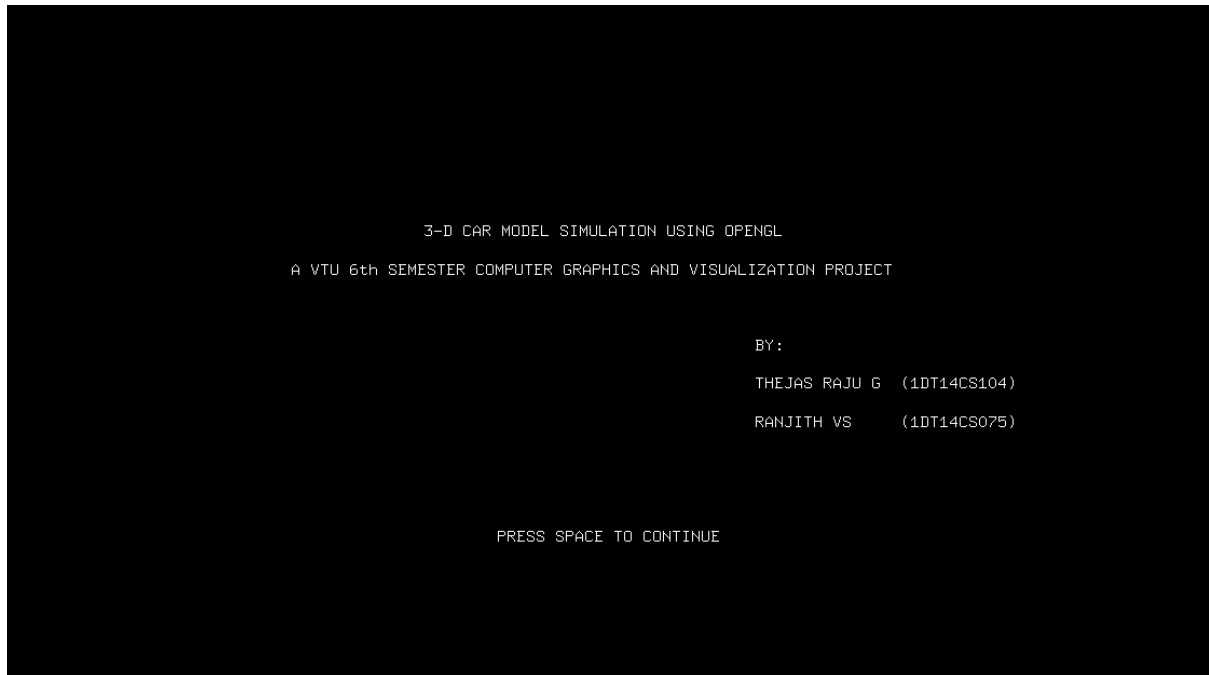 3-D CAR MODEL SIMULATION USING OPENGL
A VTU 6th SEMESTER COMPUTER GRAPHICS AND VISUALIZATION PROJECT
BY:
THEJAS RAJU G (1DT14CS104)
RANJITH VS (1DT14CS075)
PRESS SPACE TO CONTINUE